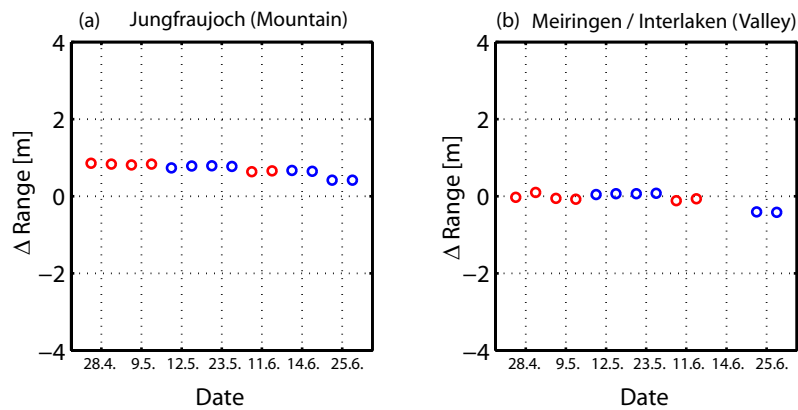 (a) Jungfraujoch (Mountain)
4
2
0
−2
−4
Δ Range [m]
28.4. 9.5. 12.5. 23.5. 11.6. 14.6. 25.6.
Date
(b) Meiringen / Interlaken (Valley)
4
2
0
−2
−4
Δ Range [m]
28.4. 9.5. 12.5. 23.5. 11.6. 14.6. 25.6.
Date